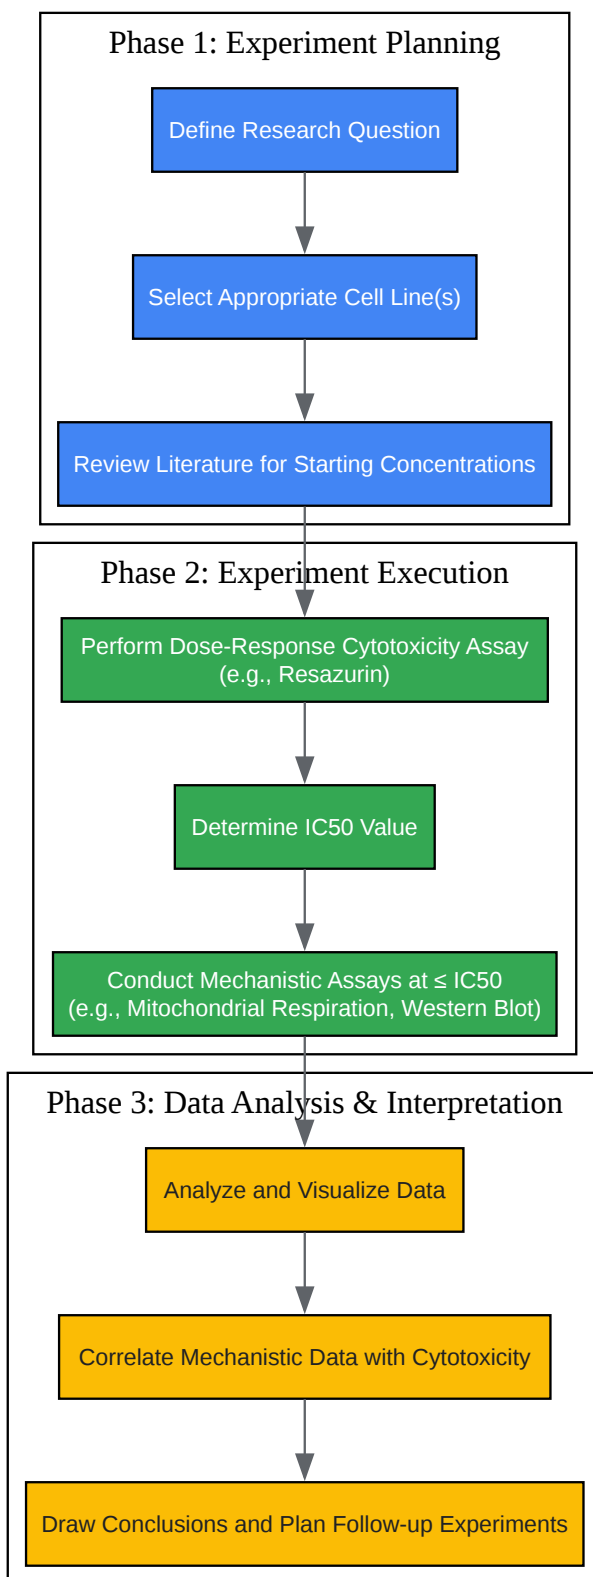 Phase 1: Experiment Planning
Define Research Question
Select Appropriate Cell Line(s)
Review Literature for Starting Concentrations
Phase 2: Experiment Execution
Perform Dose-Response Cytotoxicity Assay
(e.g., Resazurin)
Determine IC50 Value
Conduct Mechanistic Assays at ≤ IC50
(e.g., Mitochondrial Respiration, Western Blot)
Phase 3: Data Analysis & Interpretation
Analyze and Visualize Data
Correlate Mechanistic Data with Cytotoxicity
Draw Conclusions and Plan Follow-up Experiments